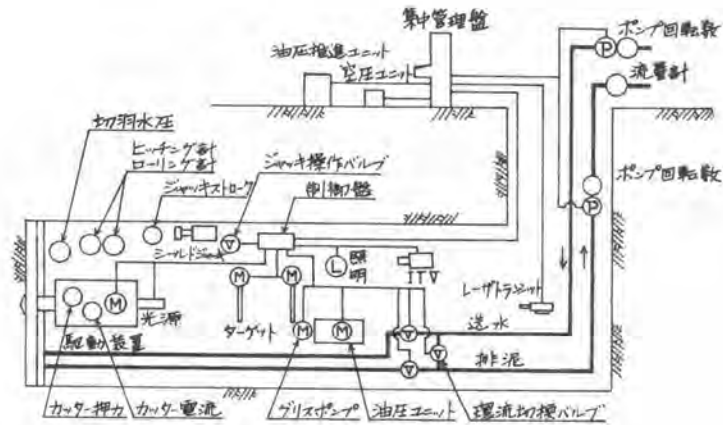 集中管理盤
ポンプ回転数
P
油圧推進ユニット
空圧ユニット
流量計
切羽水圧
ピッチング計
ローリング計
ジャッキストローク
ジャッキ操作バルブ
制御盤
ポンプ回転数
P
シールドジャッキ
V
L
照明
ITV
M
M
レーザトランシット
M
光源
ターゲット
M
M
V
送水
駆動装置
V
V
排泥
カッター押力
カッター電流
グリスポンプ
油圧ユニット
環流切換バルブ